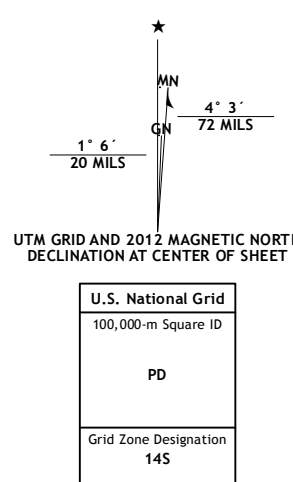 MN
4° 3´
72 MILS
GN
1° 6´
20 MILS
UTM GRID AND 2012 MAGNETIC NORTH
DECLINATION AT CENTER OF SHEET
U.S. National Grid
100,000-m Square ID
PD
Grid Zone Designation
14S